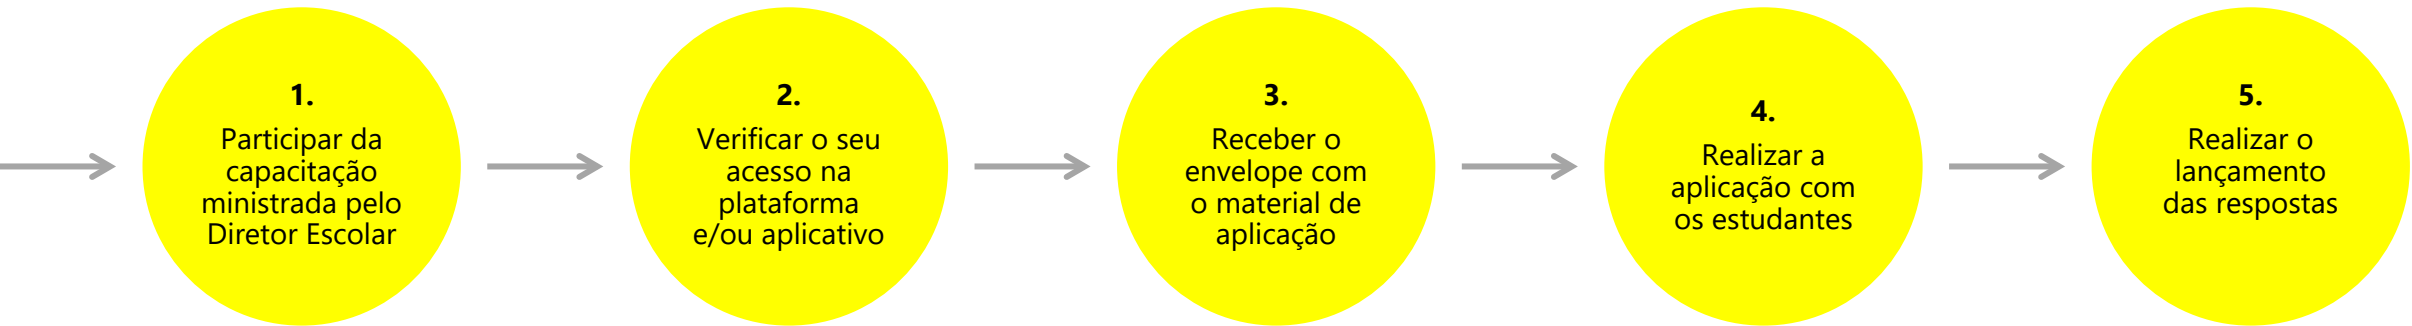 1.
Participar da
capacitação
ministrada pelo
Diretor Escolar
2.
Verificar o seu
acesso na
plataforma
e/ou aplicativo
3.
Receber o
envelope com
o material de
aplicação
4.
Realizar a
aplicação com
os estudantes
5.
Realizar o
lançamento
das respostas